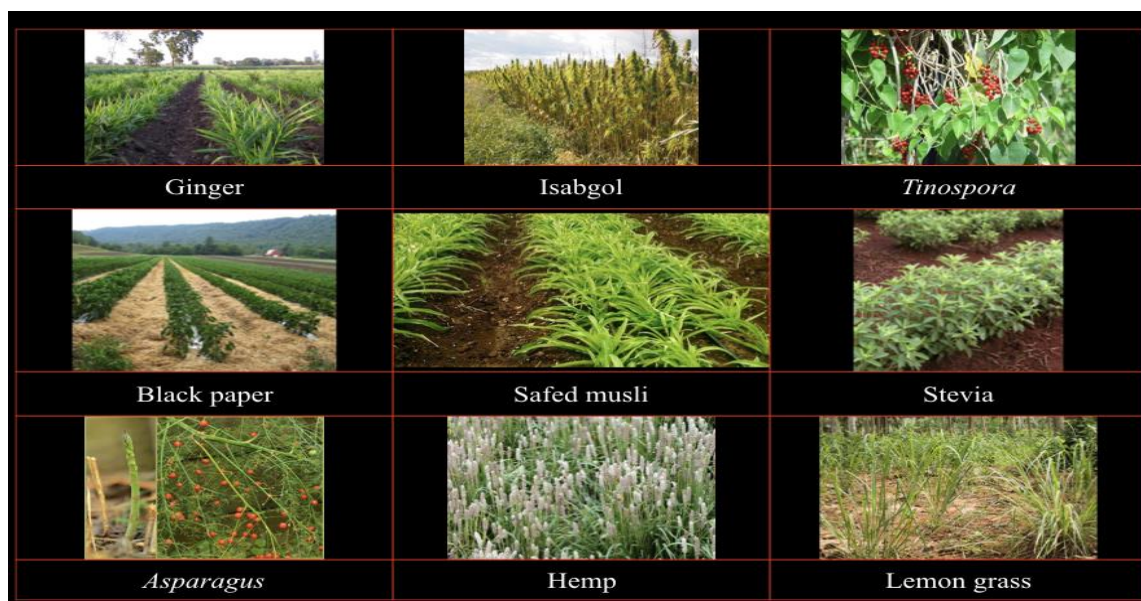 Ginger
Isabgol
Tinospora
Black paper
Safed musli
Stevia
Asparagus
Hemp
Lemon grass